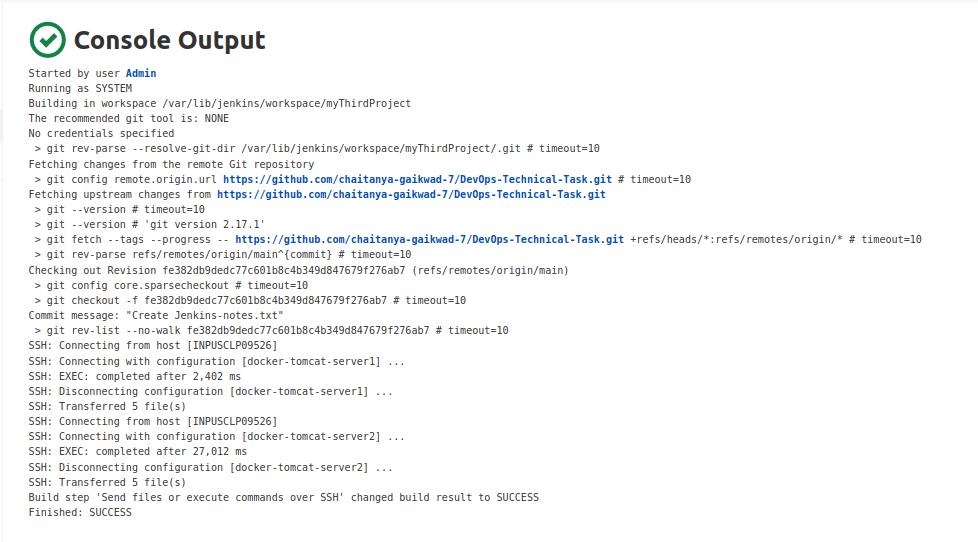 Console Output
Started by user Admin
Running as SYSTEM
Building in workspace /var/lib/jenkins/workspace/myThirdProject
The recommended git tool is: NONE
No credentials specified
 > git rev-parse --resolve-git-dir /var/lib/jenkins/workspace/myThirdProject/.git # timeout=10
Fetching changes from the remote Git repository
 > git config remote.origin.url https://github.com/chaitanya-gaikwad-7/DevOps-Technical-Task.git # timeout=10
Fetching upstream changes from https://github.com/chaitanya-gaikwad-7/DevOps-Technical-Task.git
 > git --version # timeout=10
 > git --version # 'git version 2.17.1'
 > git fetch --tags --progress -- https://github.com/chaitanya-gaikwad-7/DevOps-Technical-Task.git +refs/heads/*:refs/remotes/origin/* # timeout=10
 > git rev-parse refs/remotes/origin/main^{commit} # timeout=10
Checking out Revision fe382db9dedc77c601b8c4b349d847679f276ab7 (refs/remotes/origin/main)
 > git config core.sparsecheckout # timeout=10
 > git checkout -f fe382db9dedc77c601b8c4b349d847679f276ab7 # timeout=10
Commit message: "Create Jenkins-notes.txt"
 > git rev-list --no-walk fe382db9dedc77c601b8c4b349d847679f276ab7 # timeout=10
SSH: Connecting from host [INPUSCLP09526]
SSH: Connecting with configuration [docker-tomcat-server1] ...
SSH: EXEC: completed after 2,402 ms
SSH: Disconnecting configuration [docker-tomcat-server1] ...
SSH: Transferred 5 file(s)
SSH: Connecting from host [INPUSCLP09526]
SSH: Connecting with configuration [docker-tomcat-server2] ...
SSH: EXEC: completed after 27,012 ms
SSH: Disconnecting configuration [docker-tomcat-server2] ...
SSH: Transferred 5 file(s)
Build step 'Send files or execute commands over SSH' changed build result to SUCCESS
Finished: SUCCESS